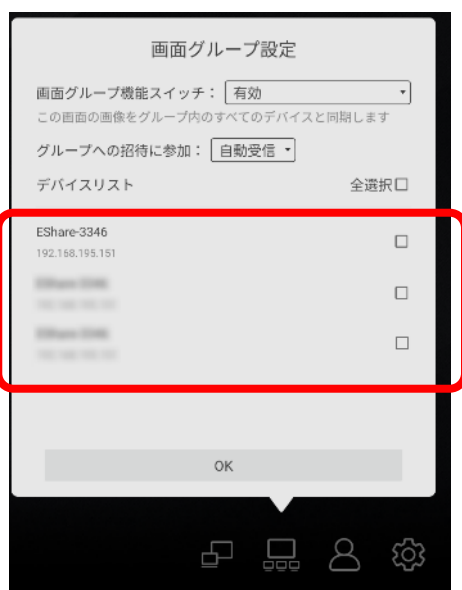 画面グループ設定
画面グループ機能スイッチ： 有効
この画面の画像をグループ内のすべてのデバイスと同期します
グループへの招待に参加： 自動受信
デバイスリスト 全選択
EShare-3346
192.168.195.151
OK